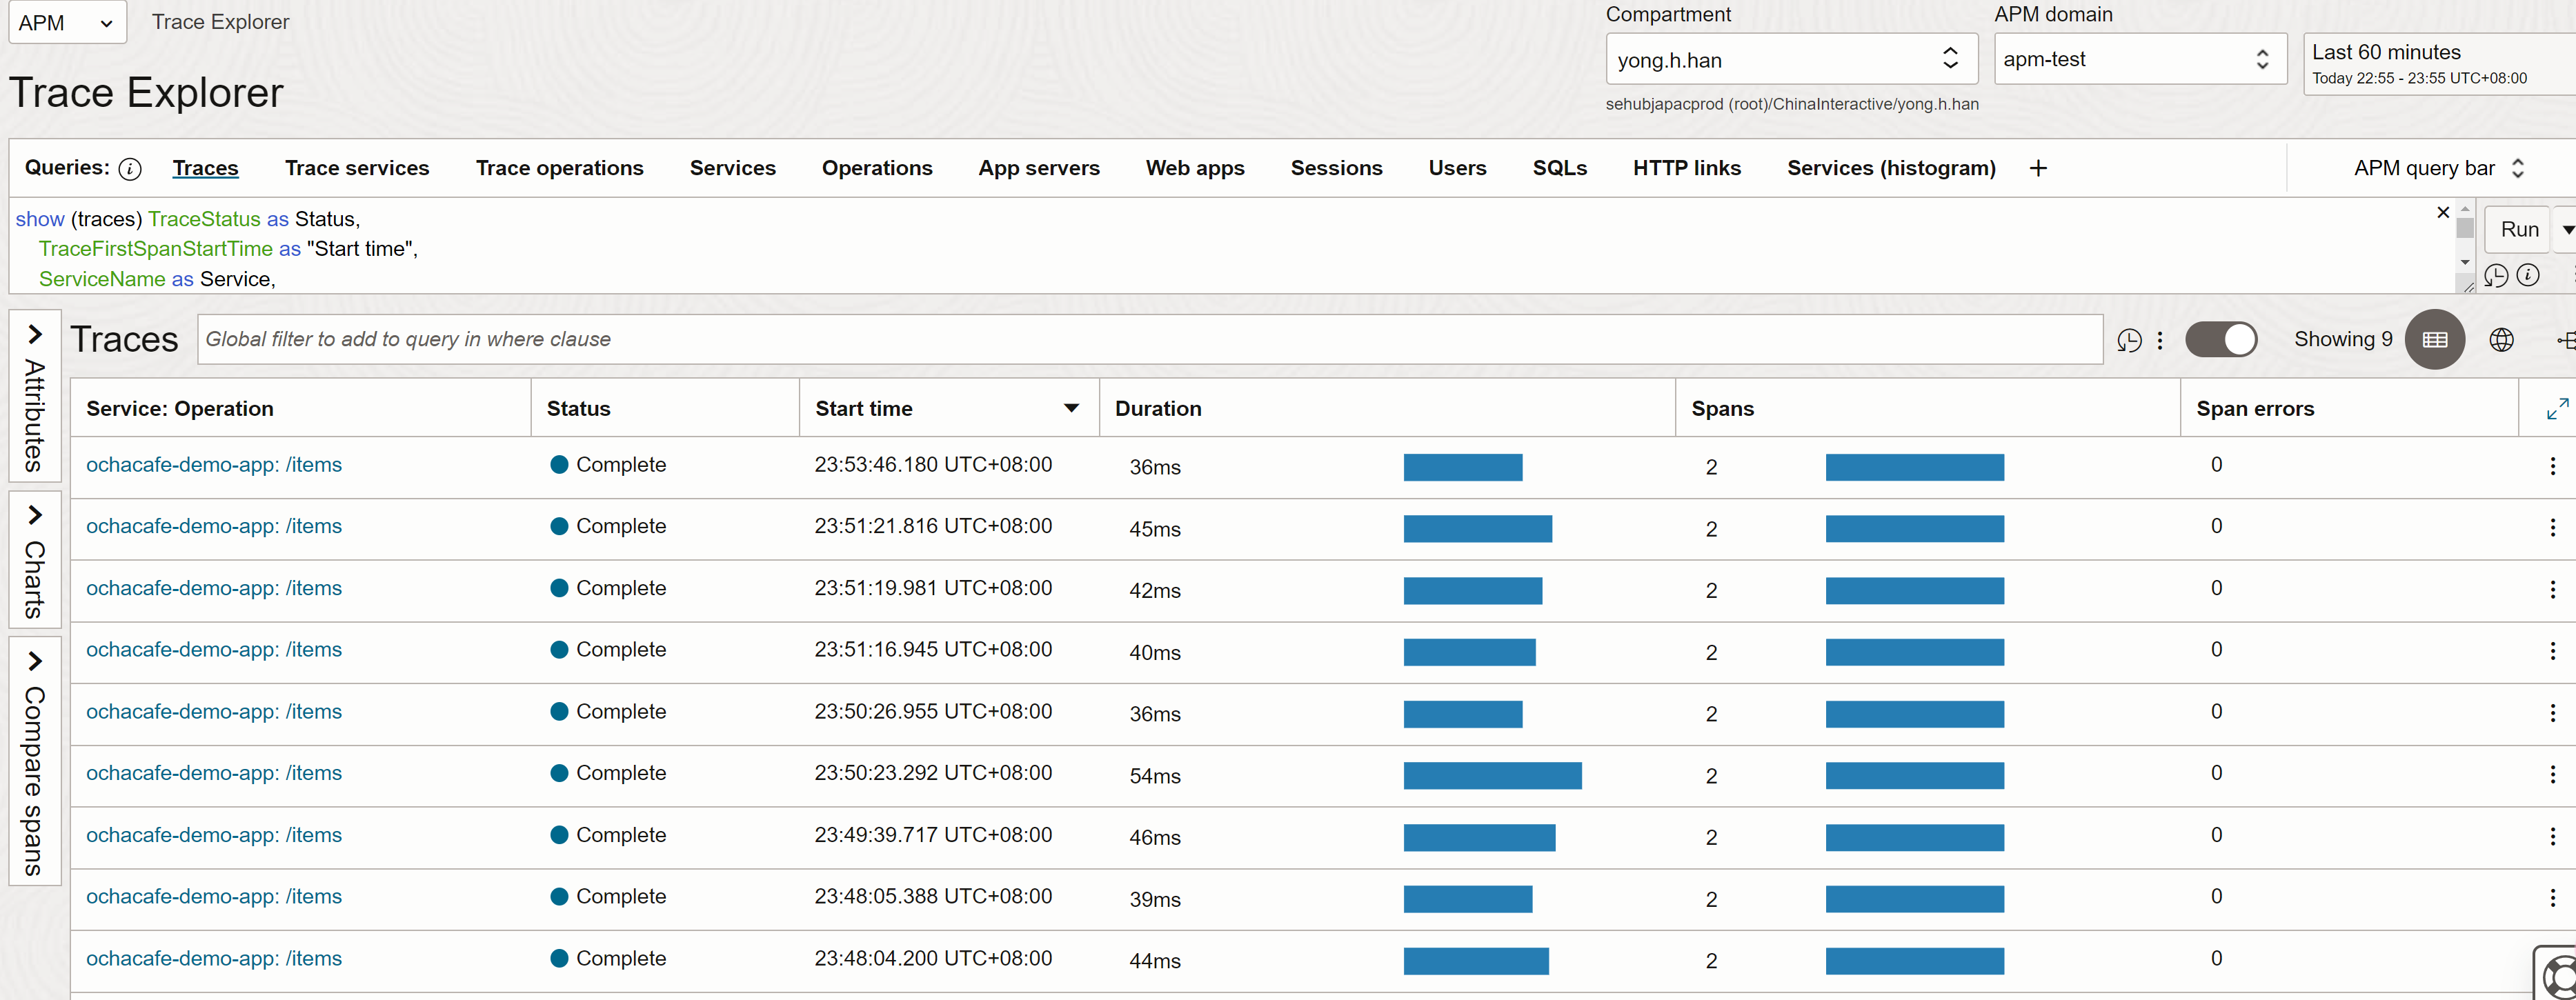 APM
Trace Explorer
Compartment
APM domain
yong.h.han
apm-test
Last 60 minutes
Today 22:55 - 23:55 UTC+08:00
Trace Explorer
sehubjapacprod (root)/ChinaInteractive/yong.h.han
Queries: Traces Trace services Trace operations Services Operations App servers Web apps Sessions Users SQLs HTTP links Services (histogram) + APM query bar
show (traces) TraceStatus as Status,
TraceFirstSpanStartTime as "Start time",
ServiceName as Service,
Run
Attributes
Charts
Compare spans
Traces Global filter to add to query in where clause Showing 9
Service: Operation Status Start time Duration Spans Span errors
ochacafe-demo-app: /items Complete 23:53:46.180 UTC+08:00 36ms 2 0
ochacafe-demo-app: /items Complete 23:51:21.816 UTC+08:00 45ms 2 0
ochacafe-demo-app: /items Complete 23:51:19.981 UTC+08:00 42ms 2 0
ochacafe-demo-app: /items Complete 23:51:16.945 UTC+08:00 40ms 2 0
ochacafe-demo-app: /items Complete 23:50:26.955 UTC+08:00 36ms 2 0
ochacafe-demo-app: /items Complete 23:50:23.292 UTC+08:00 54ms 2 0
ochacafe-demo-app: /items Complete 23:49:39.717 UTC+08:00 46ms 2 0
ochacafe-demo-app: /items Complete 23:48:05.388 UTC+08:00 39ms 2 0
ochacafe-demo-app: /items Complete 23:48:04.200 UTC+08:00 44ms 2 0